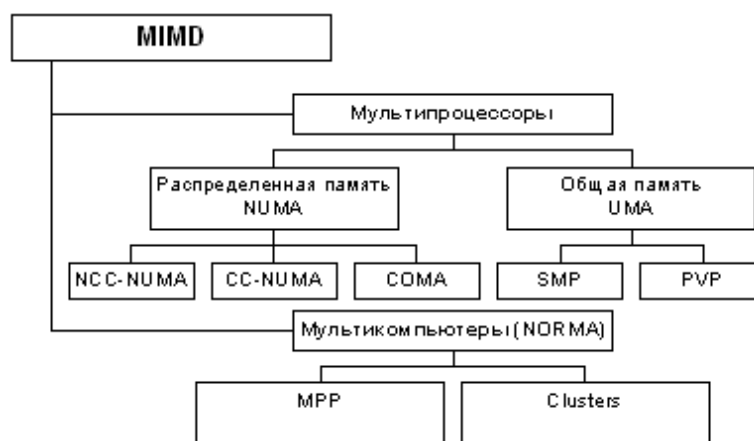 MIMD
Мультипроцессоры
Распределенная память
NUMA
Общая память
UMA
NCC-NUMA
CC-NUMA
COMA
SMP
PVP
Мультикомпьютеры (NORMA)
MPP
Clusters